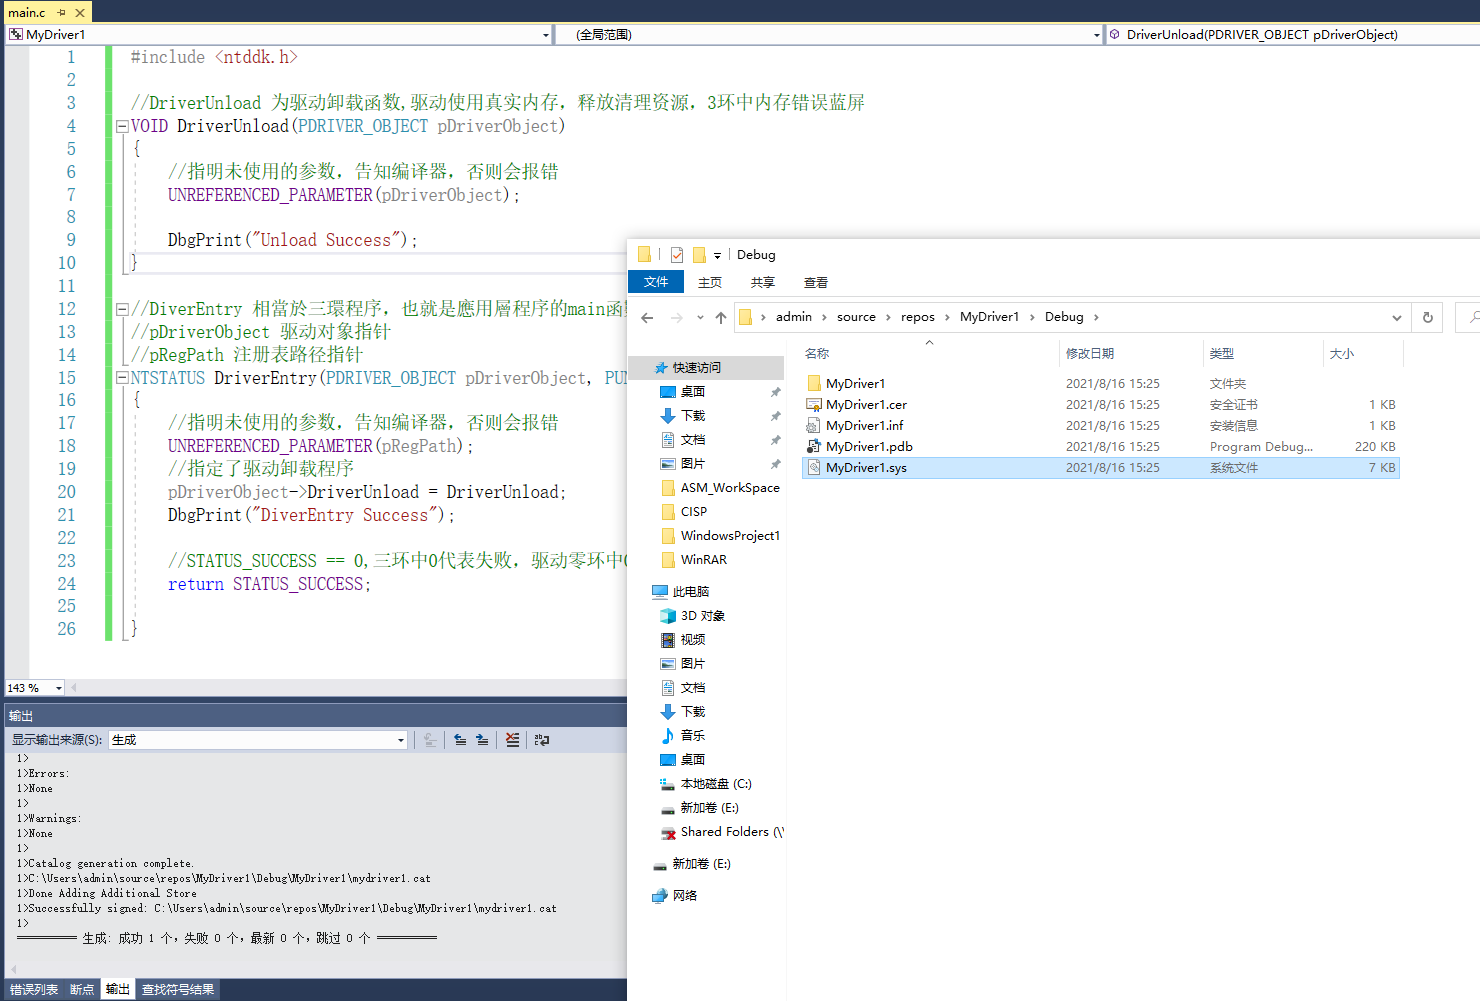 main.c
MyDriver1
(全局范围)
DriverUnload(PDRIVER_OBJECT pDriverObject)
1 #include <ntddk.h>
2
3 //DriverUnload 为驱动卸载函数,驱动使用真实内存，释放清理资源，3环中内存错误蓝屏
4 VOID DriverUnload(PDRIVER_OBJECT pDriverObject)
5 {
6 //指明未使用的参数，告知编译器，否则会报错
7 UNREFERENCED_PARAMETER(pDriverObject);
8
9 DbgPrint("Unload Success");
10 }
11
12 //DiverEntry 相當於三環程序，也就是應用層程序的main函
13 //pDriverObject 驱动对象指针
14 //pRegPath 注册表路径指针
15 NTSTATUS DriverEntry(PDRIVER_OBJECT pDriverObject, PUN
16 {
17 //指明未使用的参数，告知编译器，否则会报错
18 UNREFERENCED_PARAMETER(pRegPath);
19 //指定了驱动卸载程序
20 pDriverObject->DriverUnload = DriverUnload;
21 DbgPrint("DiverEntry Success");
22
23 //STATUS_SUCCESS == 0,三环中0代表失败，驱动零环中
24 return STATUS_SUCCESS;
25
26 }
143 %
输出
显示输出来源(S): 生成
1>
1>Errors:
1>None
1>
1>Warnings:
1>None
1>
1>Catalog generation complete.
1>C:\Users\admin\source\repos\MyDriver1\Debug\MyDriver1\mydriver1.cat
1>Done Adding Additional Store
1>Successfully signed: C:\Users\admin\source\repos\MyDriver1\Debug\MyDriver1\mydriver1.cat
1>
========== 生成: 成功 1 个，失败 0 个，最新 0 个，跳过 0 个 ==========
错误列表 断点 输出 查找符号结果
Debug
文件 主页 共享 查看
admin › source › repos › MyDriver1 › Debug ›
快速访问
桌面
下载
文档
图片
ASM_WorkSpace
CISP
WindowsProject1
WinRAR
此电脑
3D 对象
视频
图片
文档
下载
音乐
桌面
本地磁盘 (C:)
新加卷 (E:)
Shared Folders (\\
新加卷 (E:)
网络
名称 修改日期 类型 大小
MyDriver1 2021/8/16 15:25 文件夹
MyDriver1.cer 2021/8/16 15:25 安全证书 1 KB
MyDriver1.inf 2021/8/16 15:25 安装信息 1 KB
MyDriver1.pdb 2021/8/16 15:25 Program Debug... 220 KB
MyDriver1.sys 2021/8/16 15:25 系统文件 7 KB